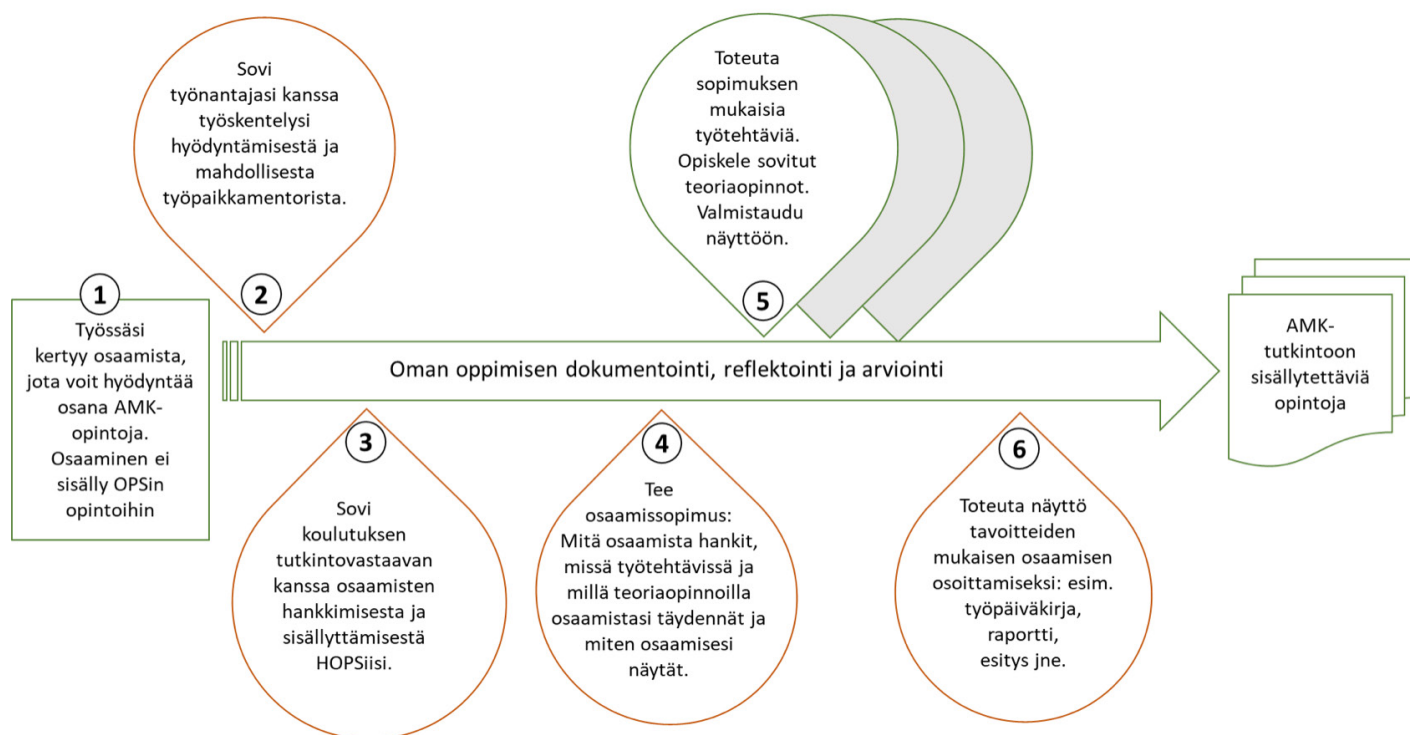 1
Työssäsi
kertyy osaamista,
jota voit hyödyntää
osana AMK-
opintoja.
Osaaminen ei
sisälly OPSin
opintoihin
Sovi
työnantajasi kanssa
työskentelysi
hyödyntämisestä ja
mahdollisesta
työpaikkamentorista.
2
3
Sovi
koulutuksen
tutkintovastaavan
kanssa osaamisten
hankkimisesta ja
sisällyttämisestä
HOPSiisi.
4
Tee
osaamissopimus:
Mitä osaamista hankit,
missä työtehtävissä ja
millä teoriaopinnoilla
osaamistasi täydennät ja
miten osaamisesi
näytät.
Toteuta
sopimuksen
mukaisia
työtehtäviä.
Opiskele sovitut
teoriaopinnot.
Valmistaudu
näyttöön.
5
6
Toteuta näyttö
tavoitteiden
mukaisen osaamisen
osoittamiseksi: esim.
työpäiväkirja,
raportti,
esitys jne.
Oman oppimisen dokumentointi, reflektointi ja arviointi
AMK-
tutkintoon
sisällytettäviä
opintoja